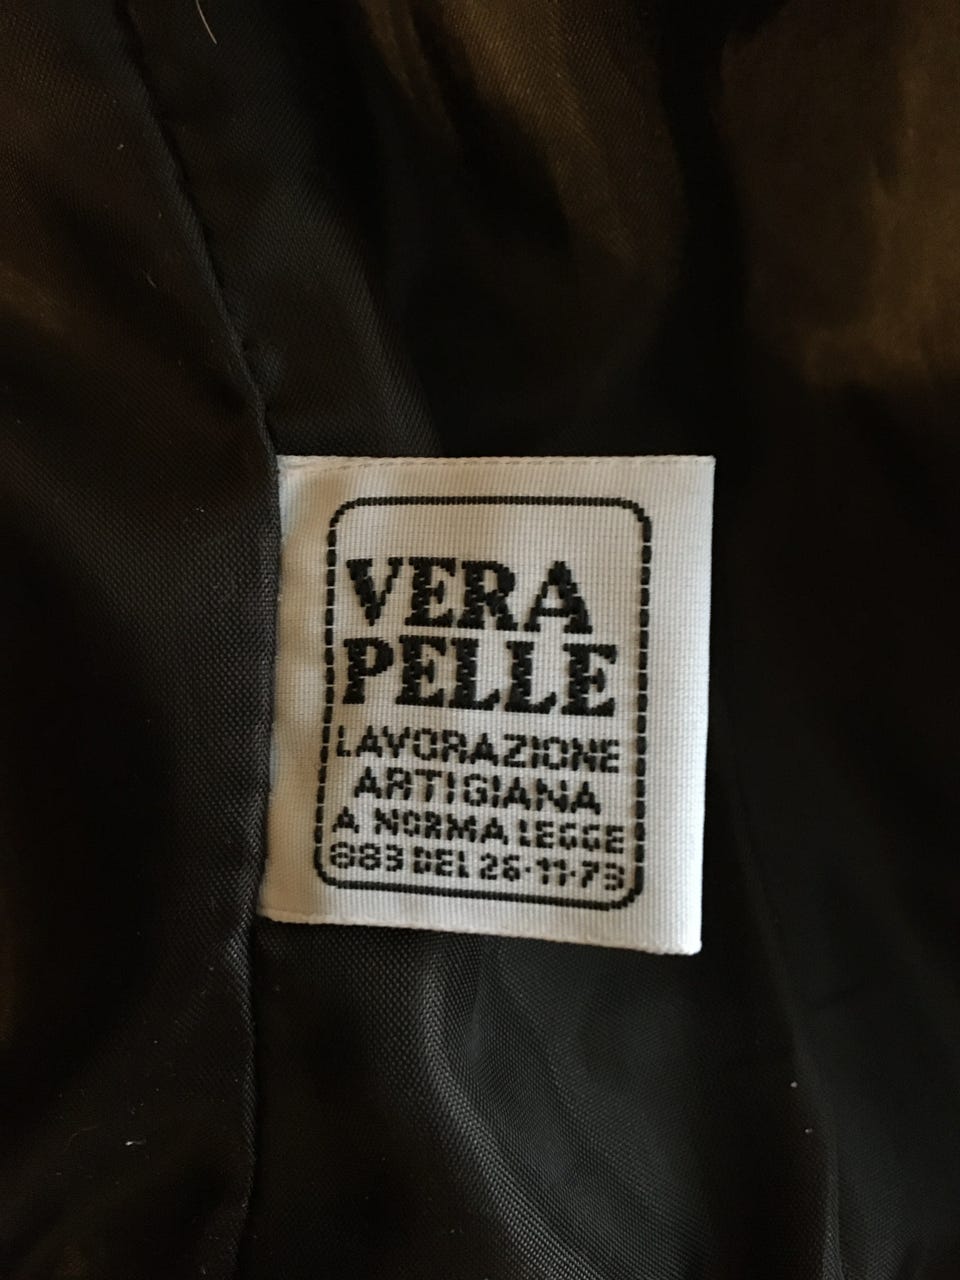 VERA
PELLE
LAVORAZIONE
ARTIGIANA
A NORMA LEGGE
883 DEL 26-11-73